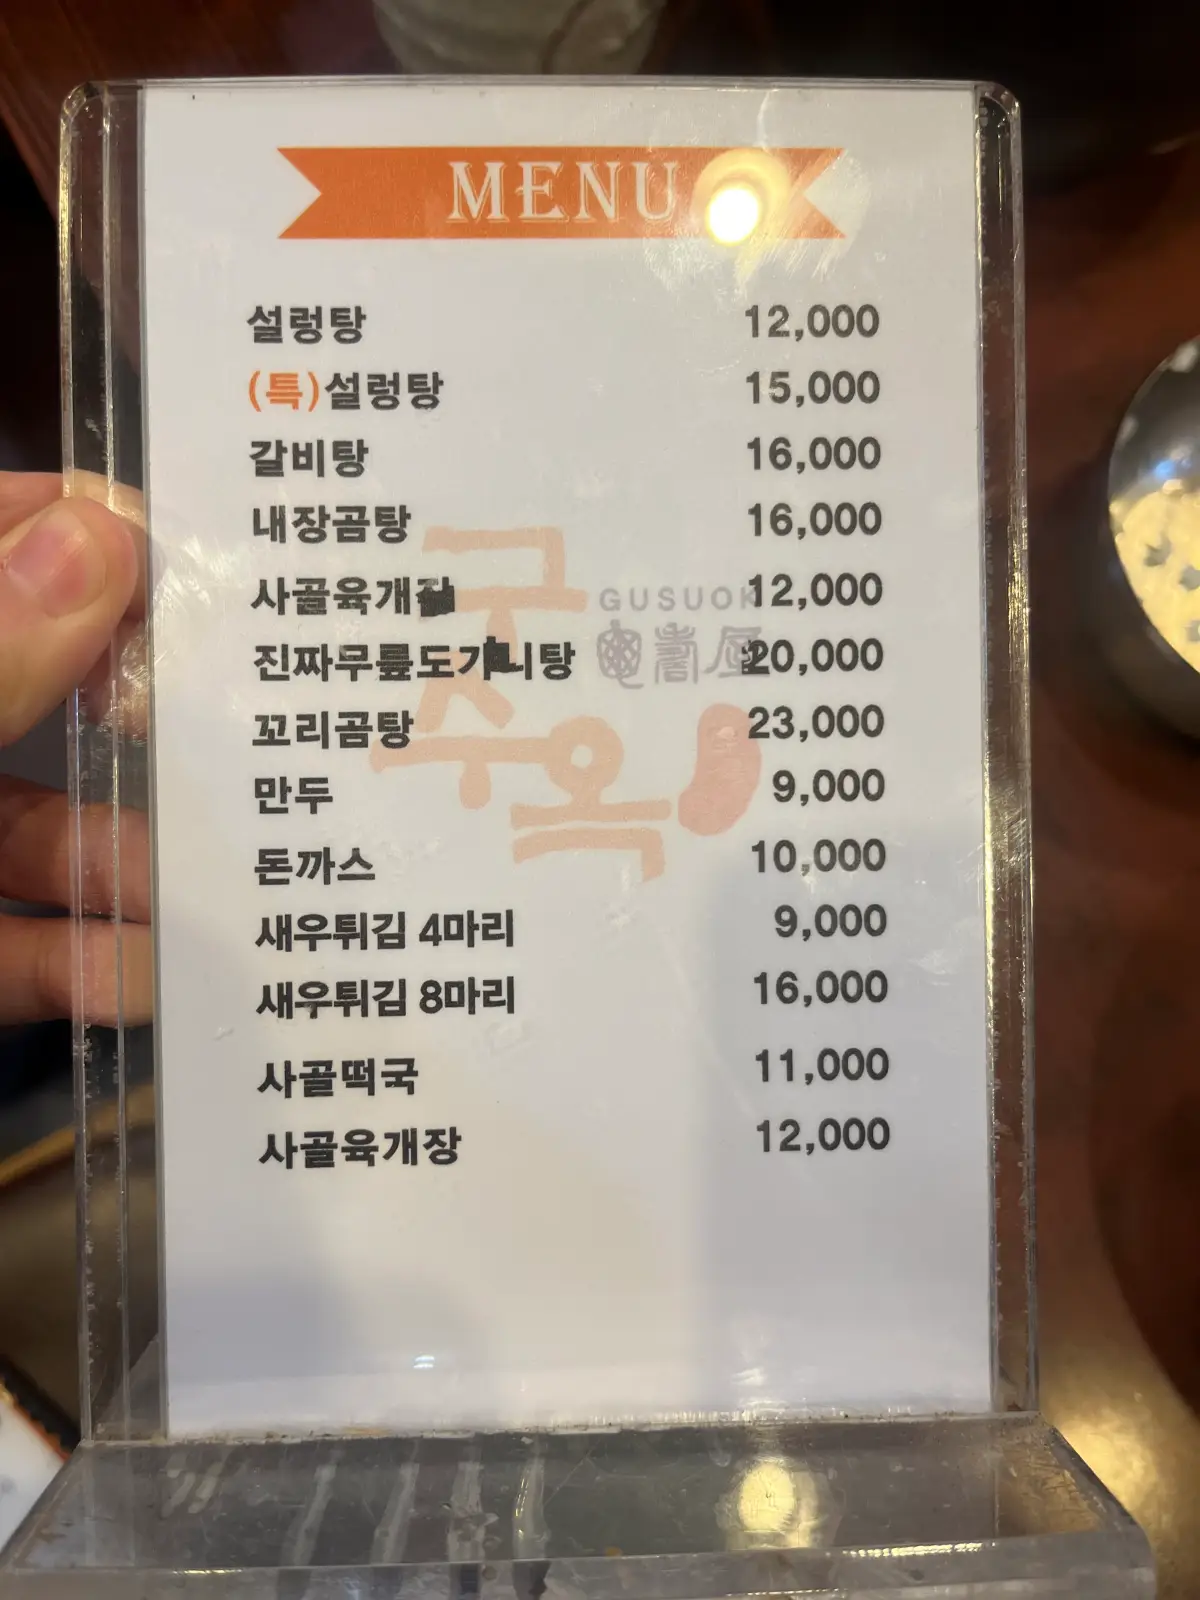 MENU
설렁탕 12,000
(특)설렁탕 15,000
갈비탕 16,000
내장곰탕 16,000
사골육개장 12,000
진짜무릎도가니탕 20,000
꼬리곰탕 23,000
만두 9,000
돈까스 10,000
새우튀김 4마리 9,000
새우튀김 8마리 16,000
사골떡국 11,000
사골육개장 12,000
국수옥
GUSUOK